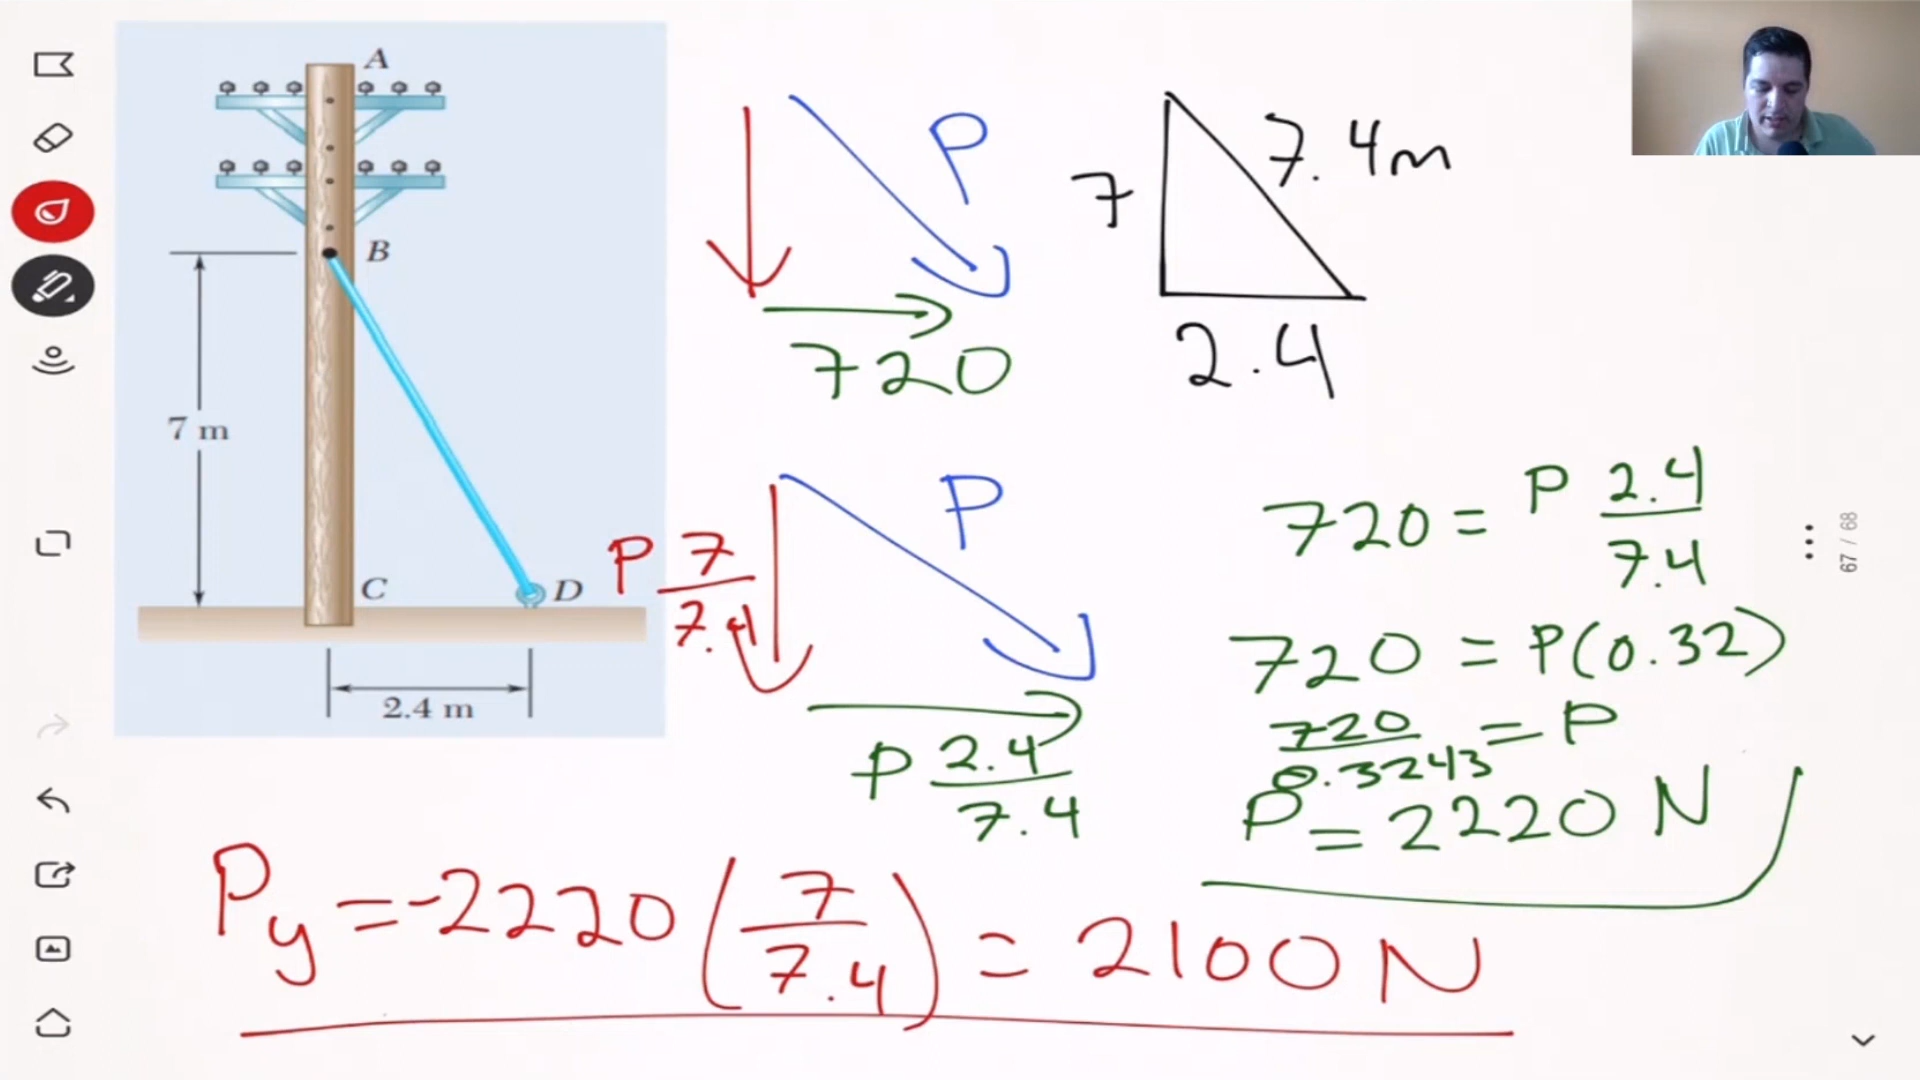 A
B
7 m
C
D
2.4 m
P
720
7
7.4m
2.4
P 7/7.4
P
P 2.4/7.4
720 = P 2.4/7.4
720 = P(0.32)
720/0.3243 = P
P = 2220 N
Py = -2220 (7/7.4) = 2100 N
67 / 68